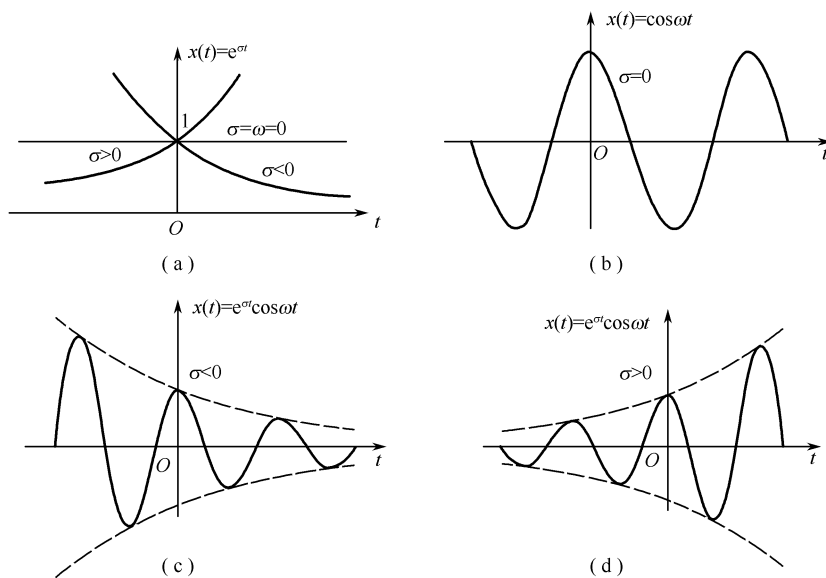 x(t)=e^σt
1
σ=ω=0
σ>0
σ<0
O
t
( a )
x(t)=cosωt
σ=0
O
t
( b )
x(t)=e^σt cosωt
σ<0
O
t
( c )
x(t)=e^σt cosωt
σ>0
O
t
( d )